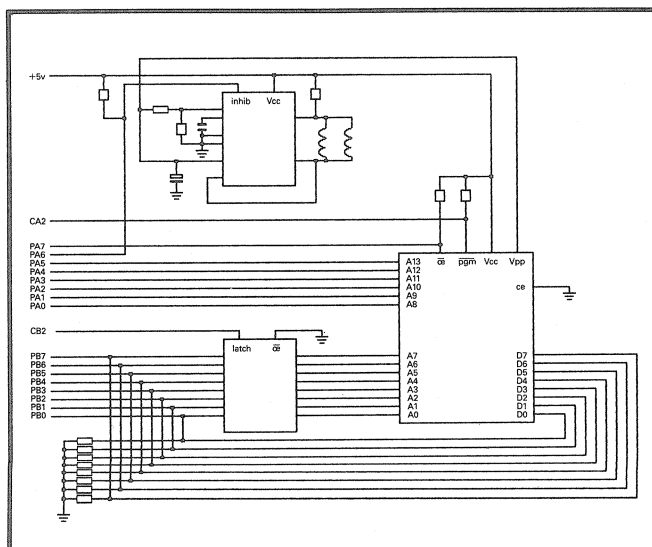 +5v
inhib Vcc
CA2
PA7
PA6
PA5
PA4
PA3
PA2
PA1
PA0
A13 oe pgm Vcc Vpp
A12
A11
A10
A9
A8
ce
CB2
latch oe
PB7
PB6
PB5
PB4
PB3
PB2
PB1
PB0
A7
A6
A5
A4
A3
A2
A1
A0
D7
D6
D5
D4
D3
D2
D1
D0